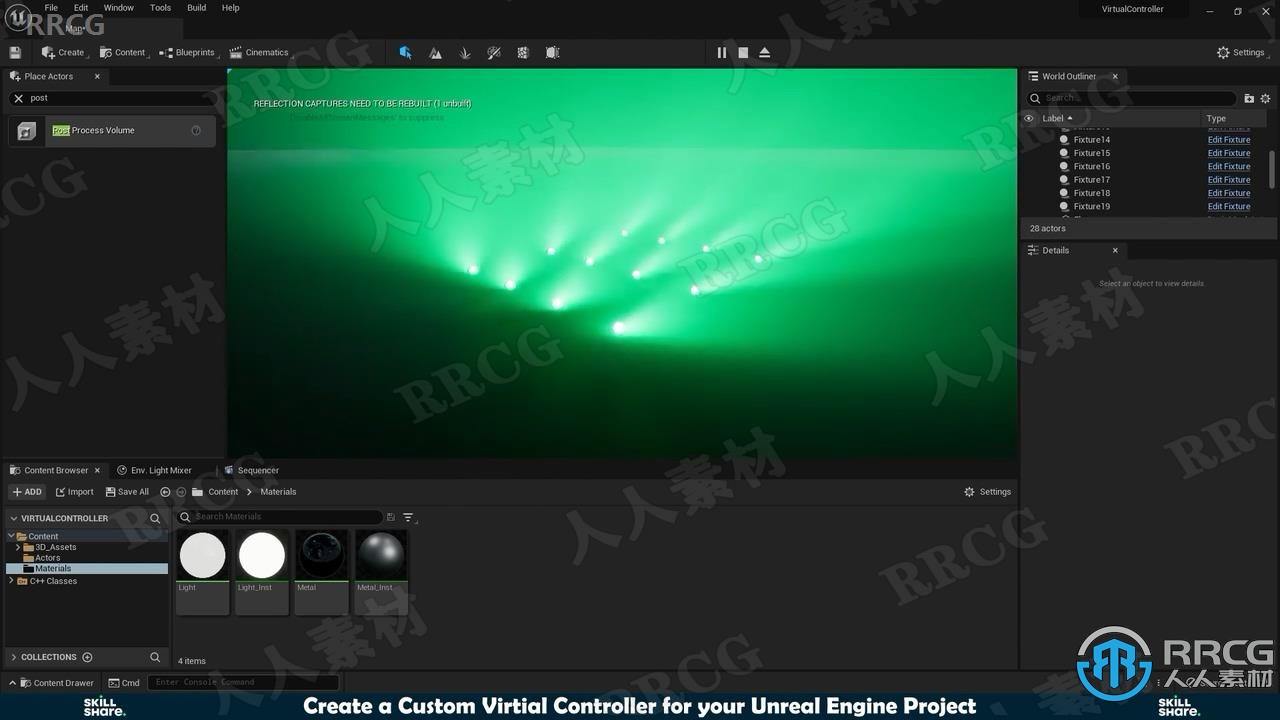 File Edit Window Tools Build Help
VirtualController
RRCG
Create Content Blueprints Cinematics
Settings
Place Actors
World Outliner
post
Search...
Post Process Volume
REFLECTION CAPTURES NEED TO BE REBUILT (1 unbuilt)
'DisableAllScreenMessages' to suppress
Label Type
Fixture14 Edit Fixture
Fixture15 Edit Fixture
Fixture16 Edit Fixture
Fixture17 Edit Fixture
Fixture18 Edit Fixture
Fixture19 Edit Fixture
28 actors
Details
Select an object to view details.
Content Browser Env. Light Mixer Sequencer
ADD Import Save All Content Materials Settings
VIRTUALCONTROLLER
Search Materials
Content
3D_Assets
Actors
Materials
C++ Classes
Light Light_Inst Metal Metal_Inst
COLLECTIONS
4 items
Content Drawer Cmd Enter Console Command
RRCG
人人素材
SKILL
SHARE.
Create a Custom Virtial Controller for your Unreal Engine Project
SKILL
SHARE.